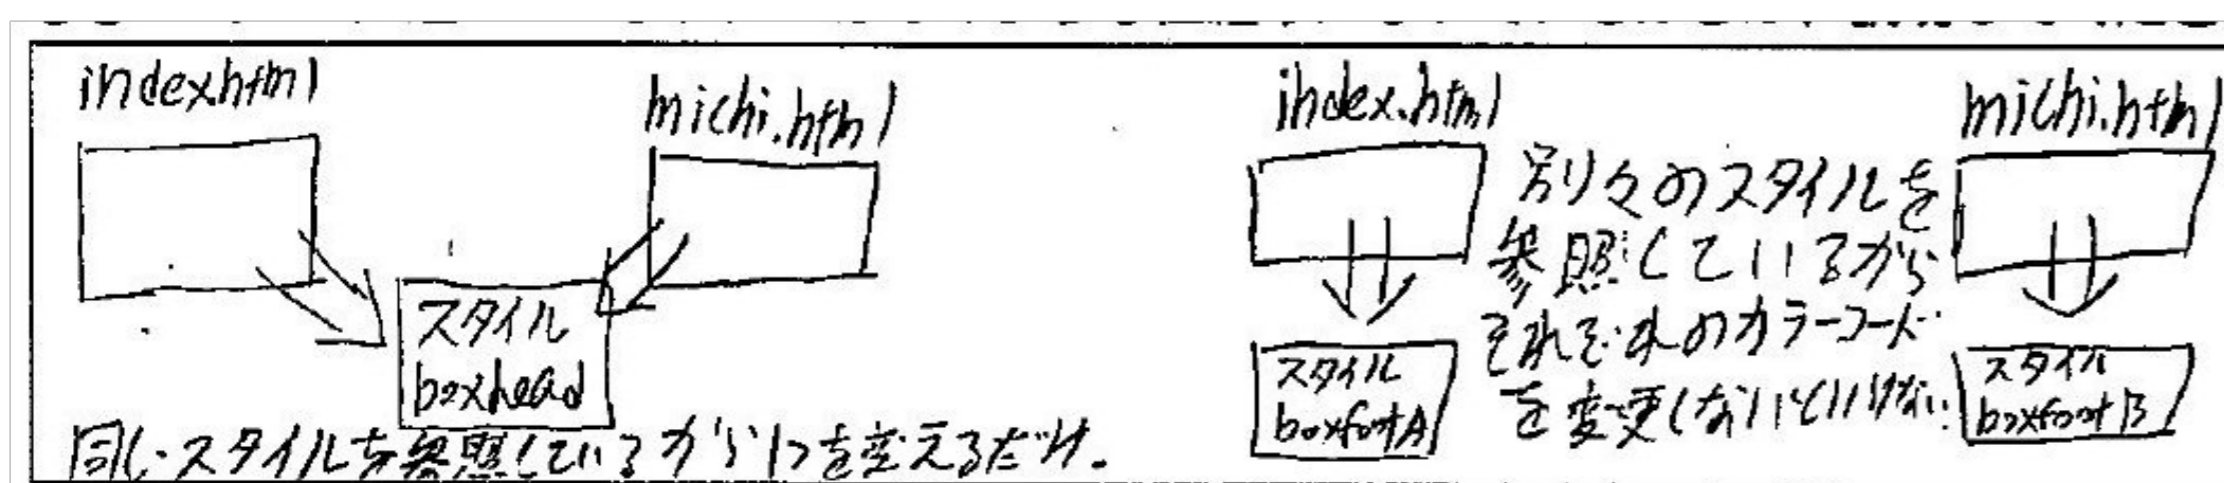 index.html
michi.html
スタイル
boxhead
同じスタイルを参照しているから1つを変えるだけ。
index.html
michi.html
別々のスタイルを
参照しているから
それぞれのカラーコード
を変更しないといけない
スタイル
boxfootA
スタイル
boxfootB